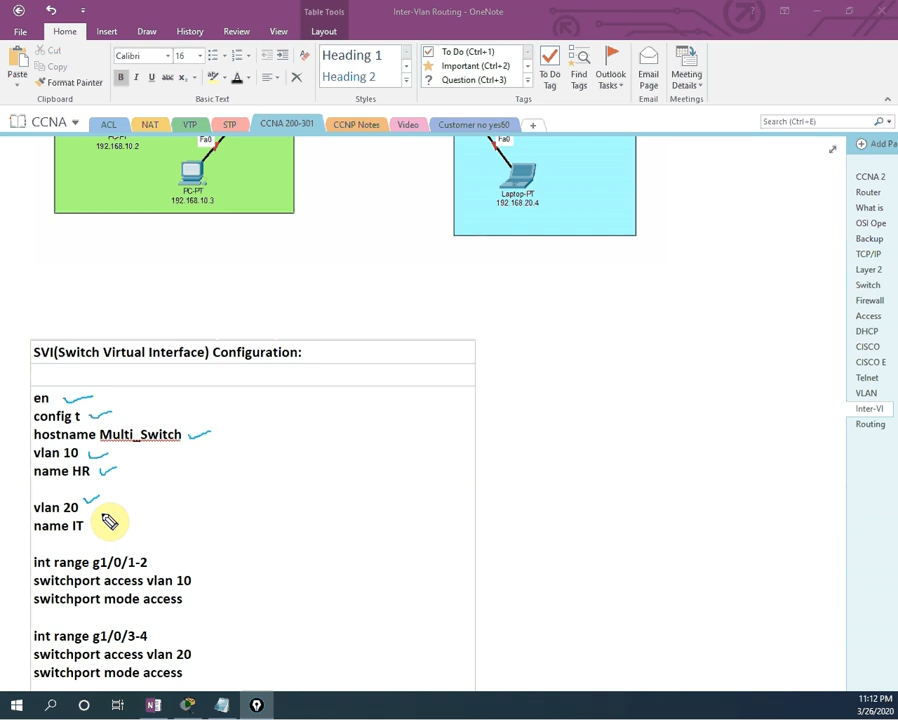 Table Tools
Inter-Vlan Routing - OneNote
File
Home
Insert
Draw
History
Review
View
Layout
Paste
Cut
Copy
Format Painter
Clipboard
Calibri
16
B I U abc x₂ A
Basic Text
Heading 1
Heading 2
Styles
To Do (Ctrl+1)
Important (Ctrl+2)
Question (Ctrl+3)
Tags
To Do
Tag
Find
Tags
Outlook
Tasks
Email
Page
Email
Meeting
Details
Meetings
CCNA
ACL
NAT
VTP
STP
CCNA 200-301
CCNP Notes
Video
Customer no yes60
Search (Ctrl+E)
Add Pa
192.168.10.2
Fa0
PC-PT
192.168.10.3
Fa0
Laptop-PT
192.168.20.4
CCNA 2
Router
What is
OSI Ope
Backup
TCP/IP
Layer 2
Switch
Firewall
Access
DHCP
CISCO
CISCO E
Telnet
VLAN
Inter-Vl
Routing
SVI(Switch Virtual Interface) Configuration:
en
config t
hostname Multi_Switch
vlan 10
name HR
vlan 20
name IT
int range g1/0/1-2
switchport access vlan 10
switchport mode access
int range g1/0/3-4
switchport access vlan 20
switchport mode access
11:12 PM
3/26/2020